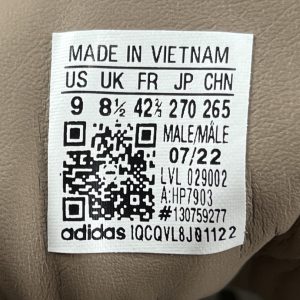 MADE IN VIETNAM
US UK FR JP CHN
9 8½ 42⅔ 270 265
MALE/MÂLE
07/22
LVL 029002
A:HP7903
#130759277
adidas 1QCQVL8J01122